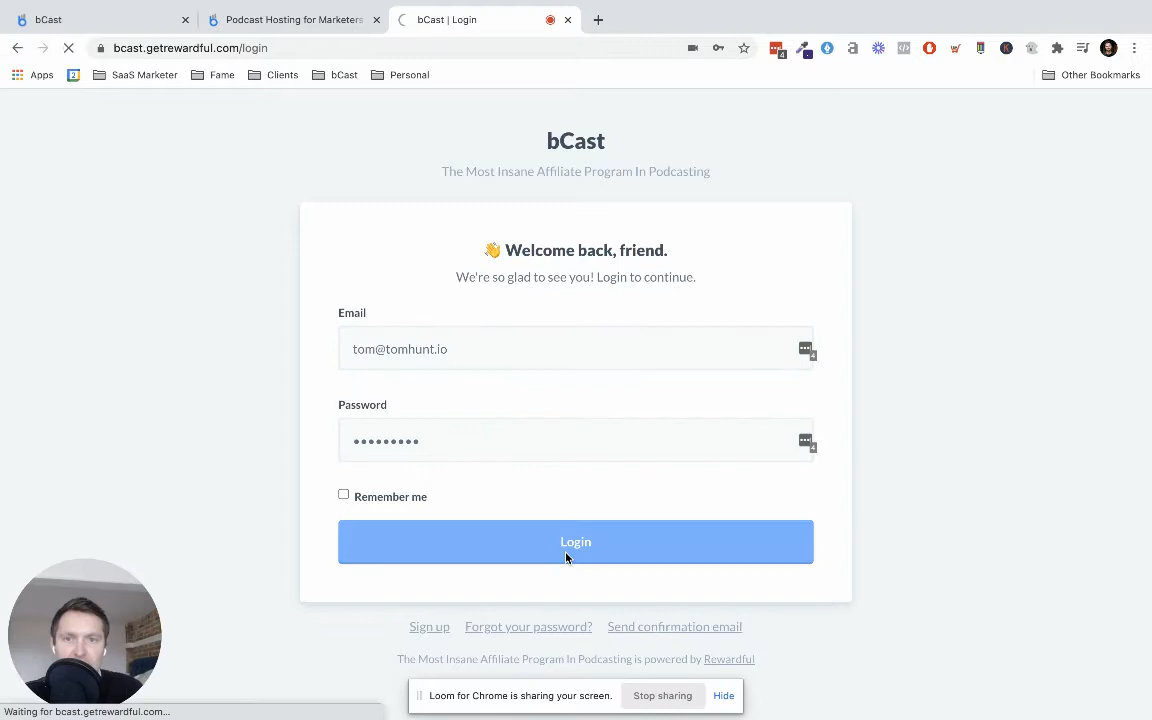 bCast
Podcast Hosting for Marketers
bCast | Login
bcast.getrewardful.com/login
Apps
SaaS Marketer
Fame
Clients
bCast
Personal
Other Bookmarks
bCast
The Most Insane Affiliate Program In Podcasting
👋 Welcome back, friend.
We're so glad to see you! Login to continue.
Email
tom@tomhunt.io
Password
•••••••••
Remember me
Login
Sign up Forgot your password? Send confirmation email
The Most Insane Affiliate Program In Podcasting is powered by Rewardful
Loom for Chrome is sharing your screen. Stop sharing Hide
Waiting for bcast.getrewardful.com...